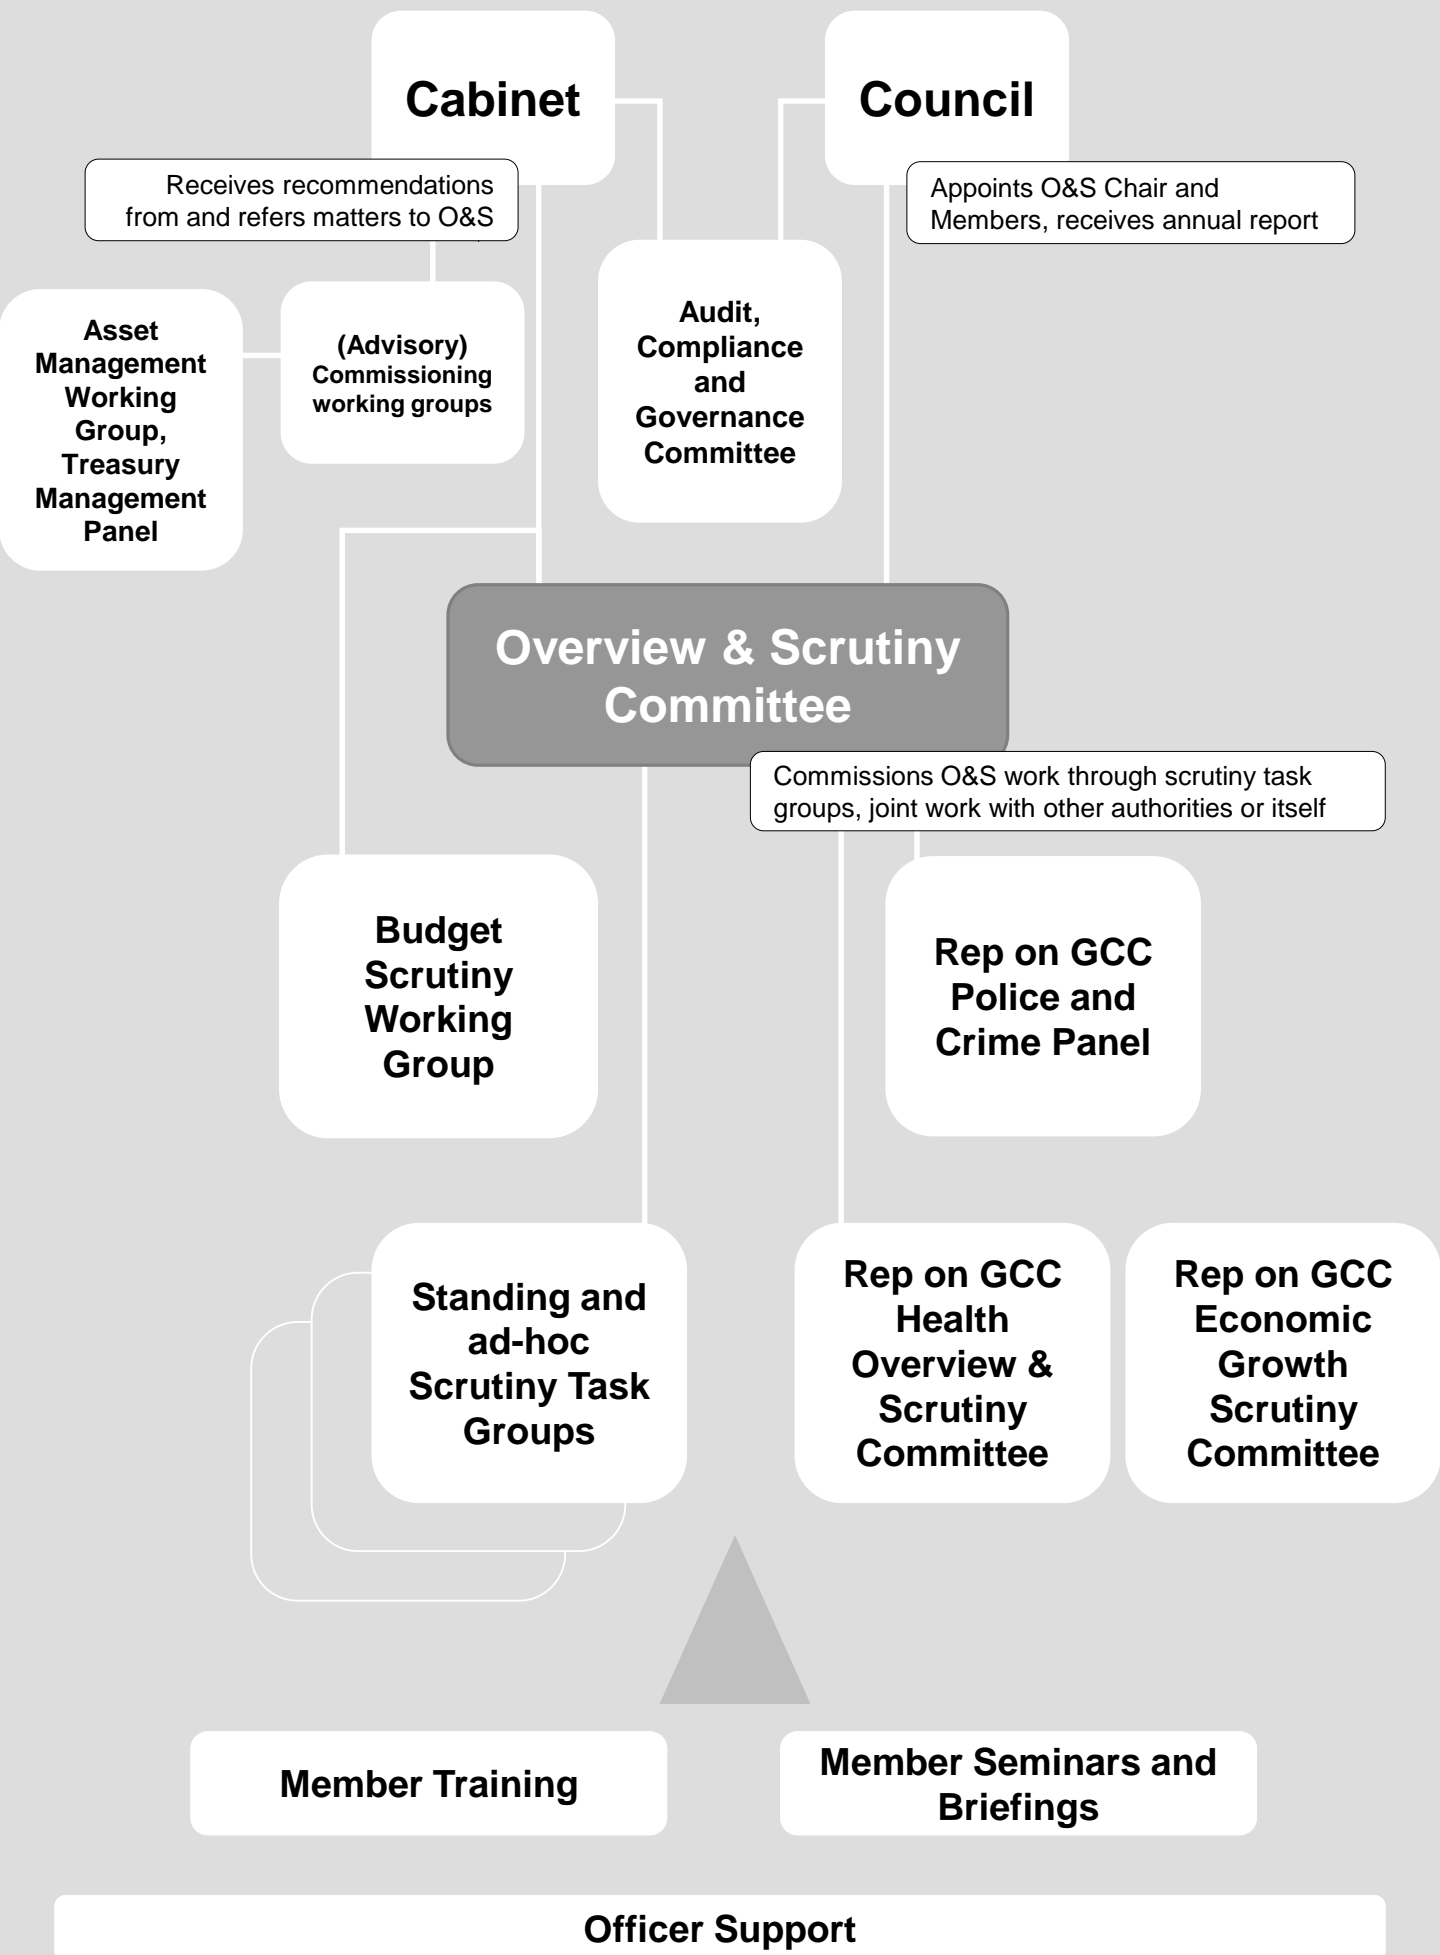 Cabinet
Council
Receives recommendations
from and refers matters to O&S
Appoints O&S Chair and
Members, receives annual report
Asset
Management
Working
Group,
Treasury
Management
Panel
(Advisory)
Commissioning
working groups
Audit,
Compliance
and
Governance
Committee
Overview & Scrutiny
Committee
Commissions O&S work through scrutiny task
groups, joint work with other authorities or itself
Budget
Scrutiny
Working
Group
Rep on GCC
Police and
Crime Panel
Standing and
ad-hoc
Scrutiny Task
Groups
Rep on GCC
Health
Overview &
Scrutiny
Committee
Rep on GCC
Economic
Growth
Scrutiny
Committee
Member Training
Member Seminars and
Briefings
Officer Support